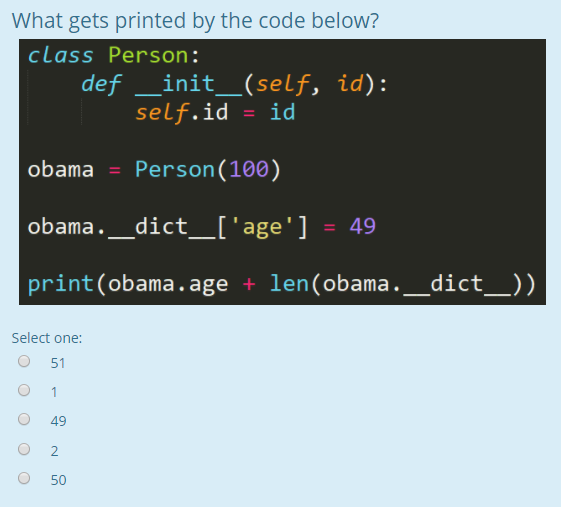 What gets printed by the code below?
class Person:
    def __init__(self, id):
        self.id = id
obama = Person(100)
obama.__dict__['age'] = 49
print(obama.age + len(obama.__dict__))
Select one:
51
1
49
2
50